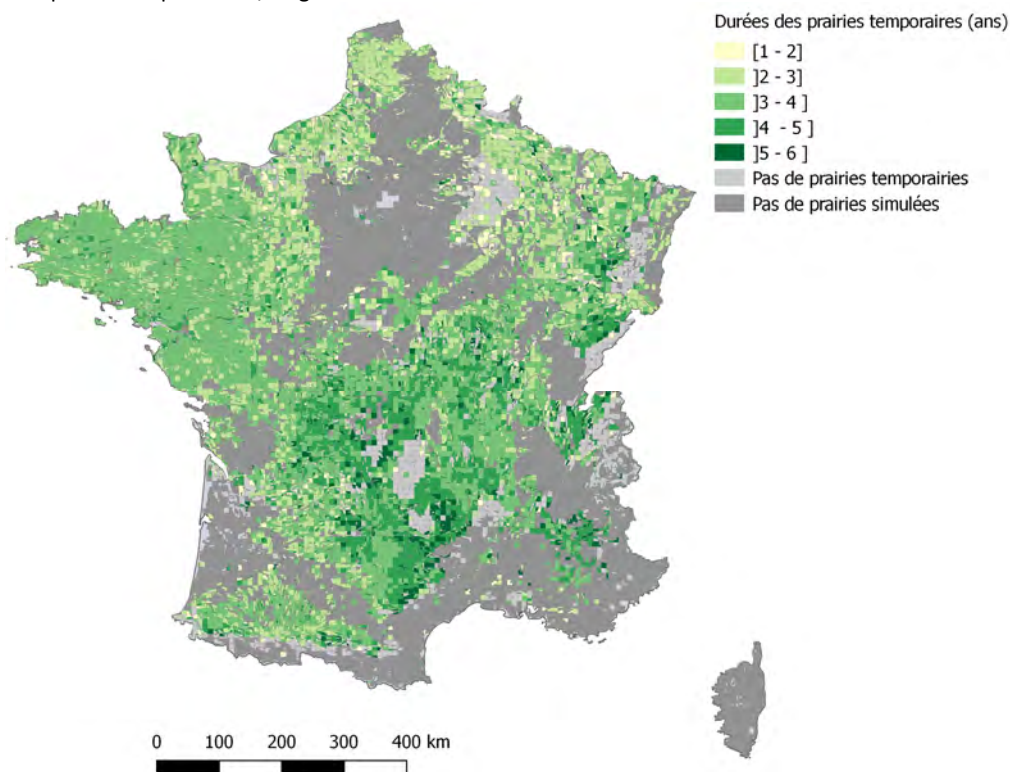 Durées des prairies temporaires (ans)
[1 - 2]
]2 - 3]
]3 - 4 ]
]4 - 5 ]
]5 - 6 ]
Pas de prairies temporairies
Pas de prairies simulées
0 100 200 300 400 km